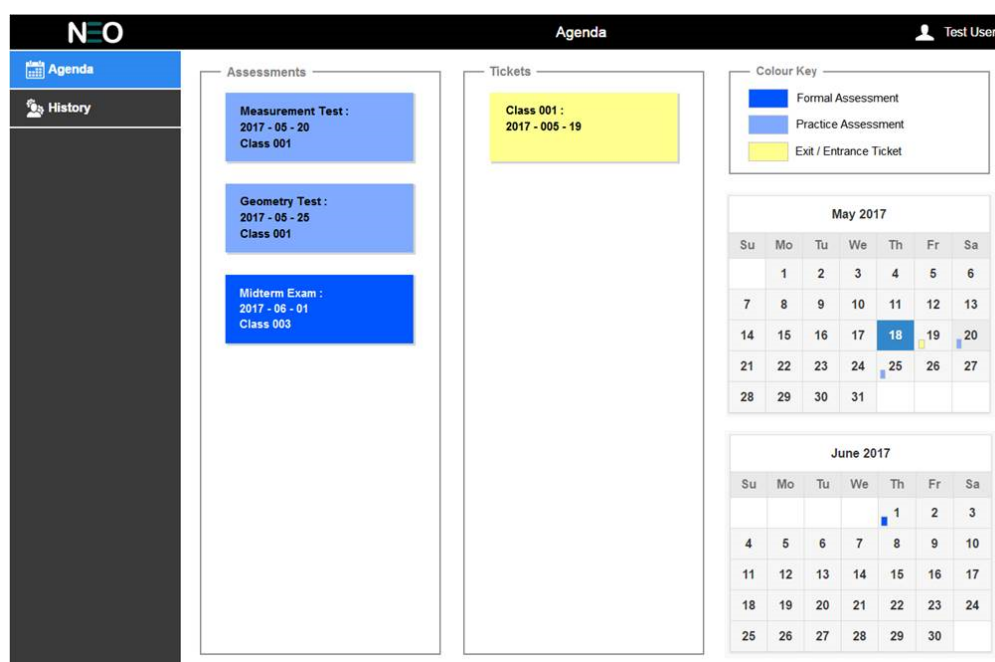 NEO
Agenda
Test User
Agenda
History
Assessments
Measurement Test :
2017 - 05 - 20
Class 001
Geometry Test :
2017 - 05 - 25
Class 001
Midterm Exam :
2017 - 06 - 01
Class 003
Tickets
Class 001 :
2017 - 005 - 19
Colour Key
Formal Assessment
Practice Assessment
Exit / Entrance Ticket
May 2017
Su Mo Tu We Th Fr Sa
1 2 3 4 5 6
7 8 9 10 11 12 13
14 15 16 17 18 19 20
21 22 23 24 25 26 27
28 29 30 31
June 2017
Su Mo Tu We Th Fr Sa
1 2 3
4 5 6 7 8 9 10
11 12 13 14 15 16 17
18 19 20 21 22 23 24
25 26 27 28 29 30